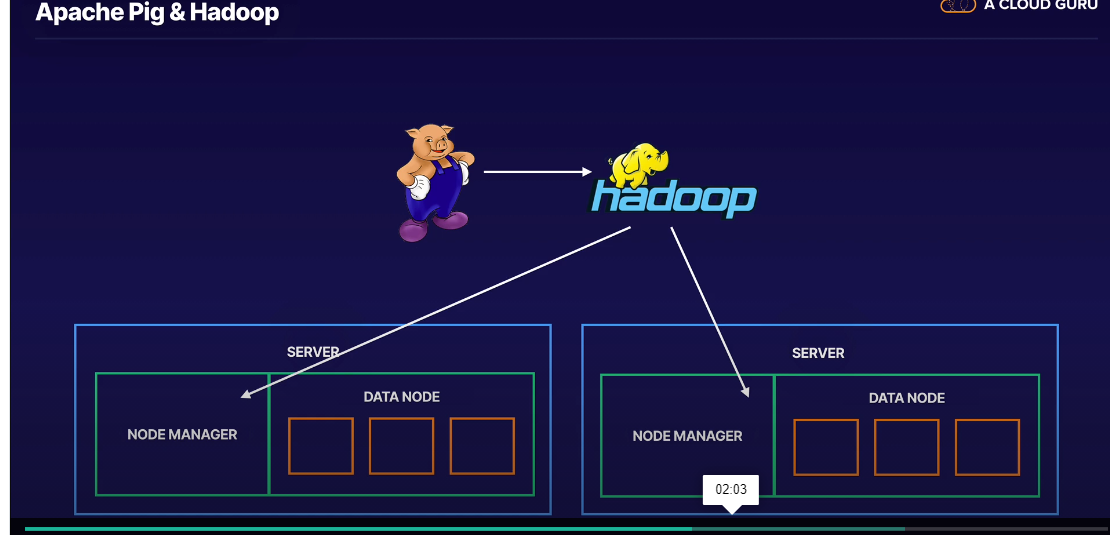 Apache Pig & Hadoop
A CLOUD GURU
hadoop
SERVER
SERVER
DATA NODE
DATA NODE
NODE MANAGER
NODE MANAGER
02:03